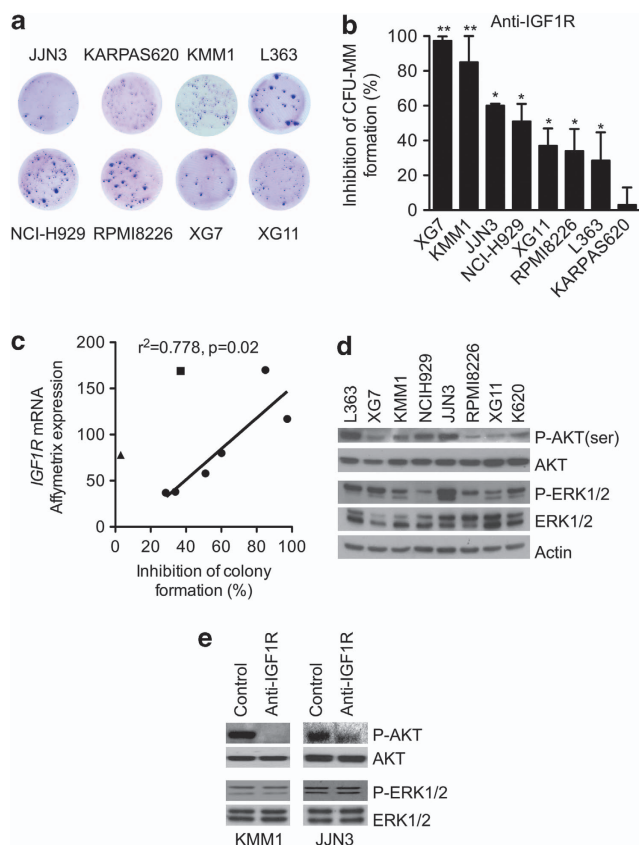 a
JJN3 KARPAS620 KMM1 L363
NCI-H929 RPMI8226 XG7 XG11
b
Anti-IGF1R
Inhibition of CFU-MM
formation (%)
100
80
60
40
20
0
** ** * * * * *
XG7
KMM1
JJN3
NCI-H929
XG11
RPMI8226
L363
KARPAS620
c
r²=0.778, p=0.02
IGF1R mRNA
Affymetrix expression
200
150
100
50
0
0 20 40 60 80 100
Inhibition of colony
formation (%)
d
L363
XG7
KMM1
NCIH929
JJN3
RPMI8226
XG11
K620
P-AKT(ser)
AKT
P-ERK1/2
ERK1/2
Actin
e
Control
Anti-IGF1R
Control
Anti-IGF1R
P-AKT
AKT
P-ERK1/2
ERK1/2
KMM1 JJN3